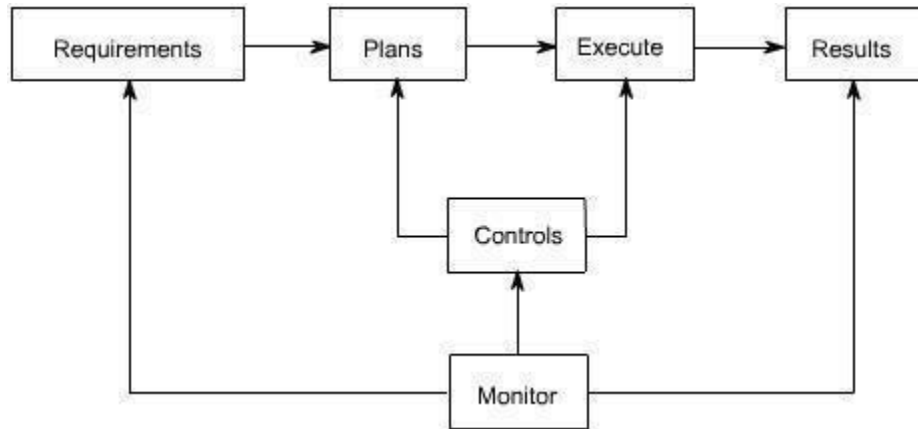 Requirements
Plans
Execute
Results
Controls
Monitor